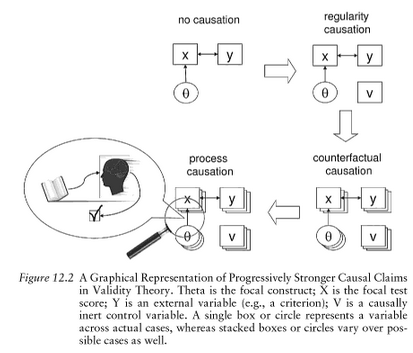 no causation
regularity
causation
x
y
θ
x
y
θ
v
process
causation
counterfactual
causation
x
y
θ
v
x
y
θ
v
Figure 12.2 A Graphical Representation of Progressively Stronger Causal Claims
in Validity Theory. Theta is the focal construct; X is the focal test
score; Y is an external variable (e.g., a criterion); V is a causally
inert control variable. A single box or circle represents a variable
across actual cases, whereas stacked boxes or circles vary over pos-
sible cases as well.